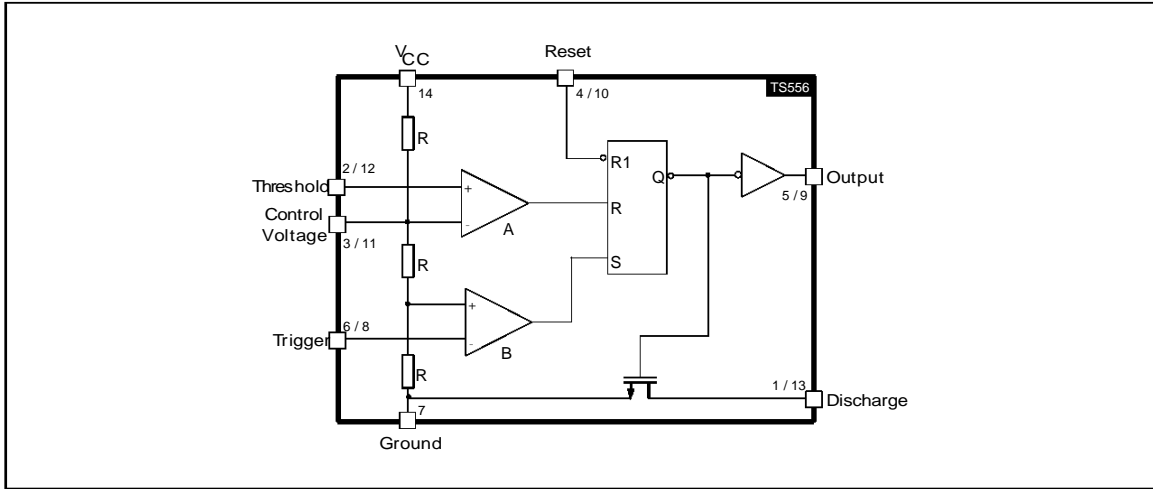 VCC
Reset
14
4 / 10
TS556
R
R1
2 / 12
Threshold
+
Q
Output
5 / 9
Control
Voltage
-
A
R
3 / 11
R
S
+
6 / 8
Trigger
-
B
R
1 / 13
Discharge
7
Ground